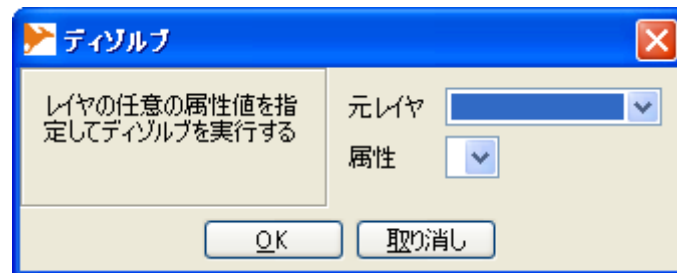 ディゾルブ
レイヤの任意の属性値を指
定してディゾルブを実行する
元レイヤ
属性
OK
取り消し